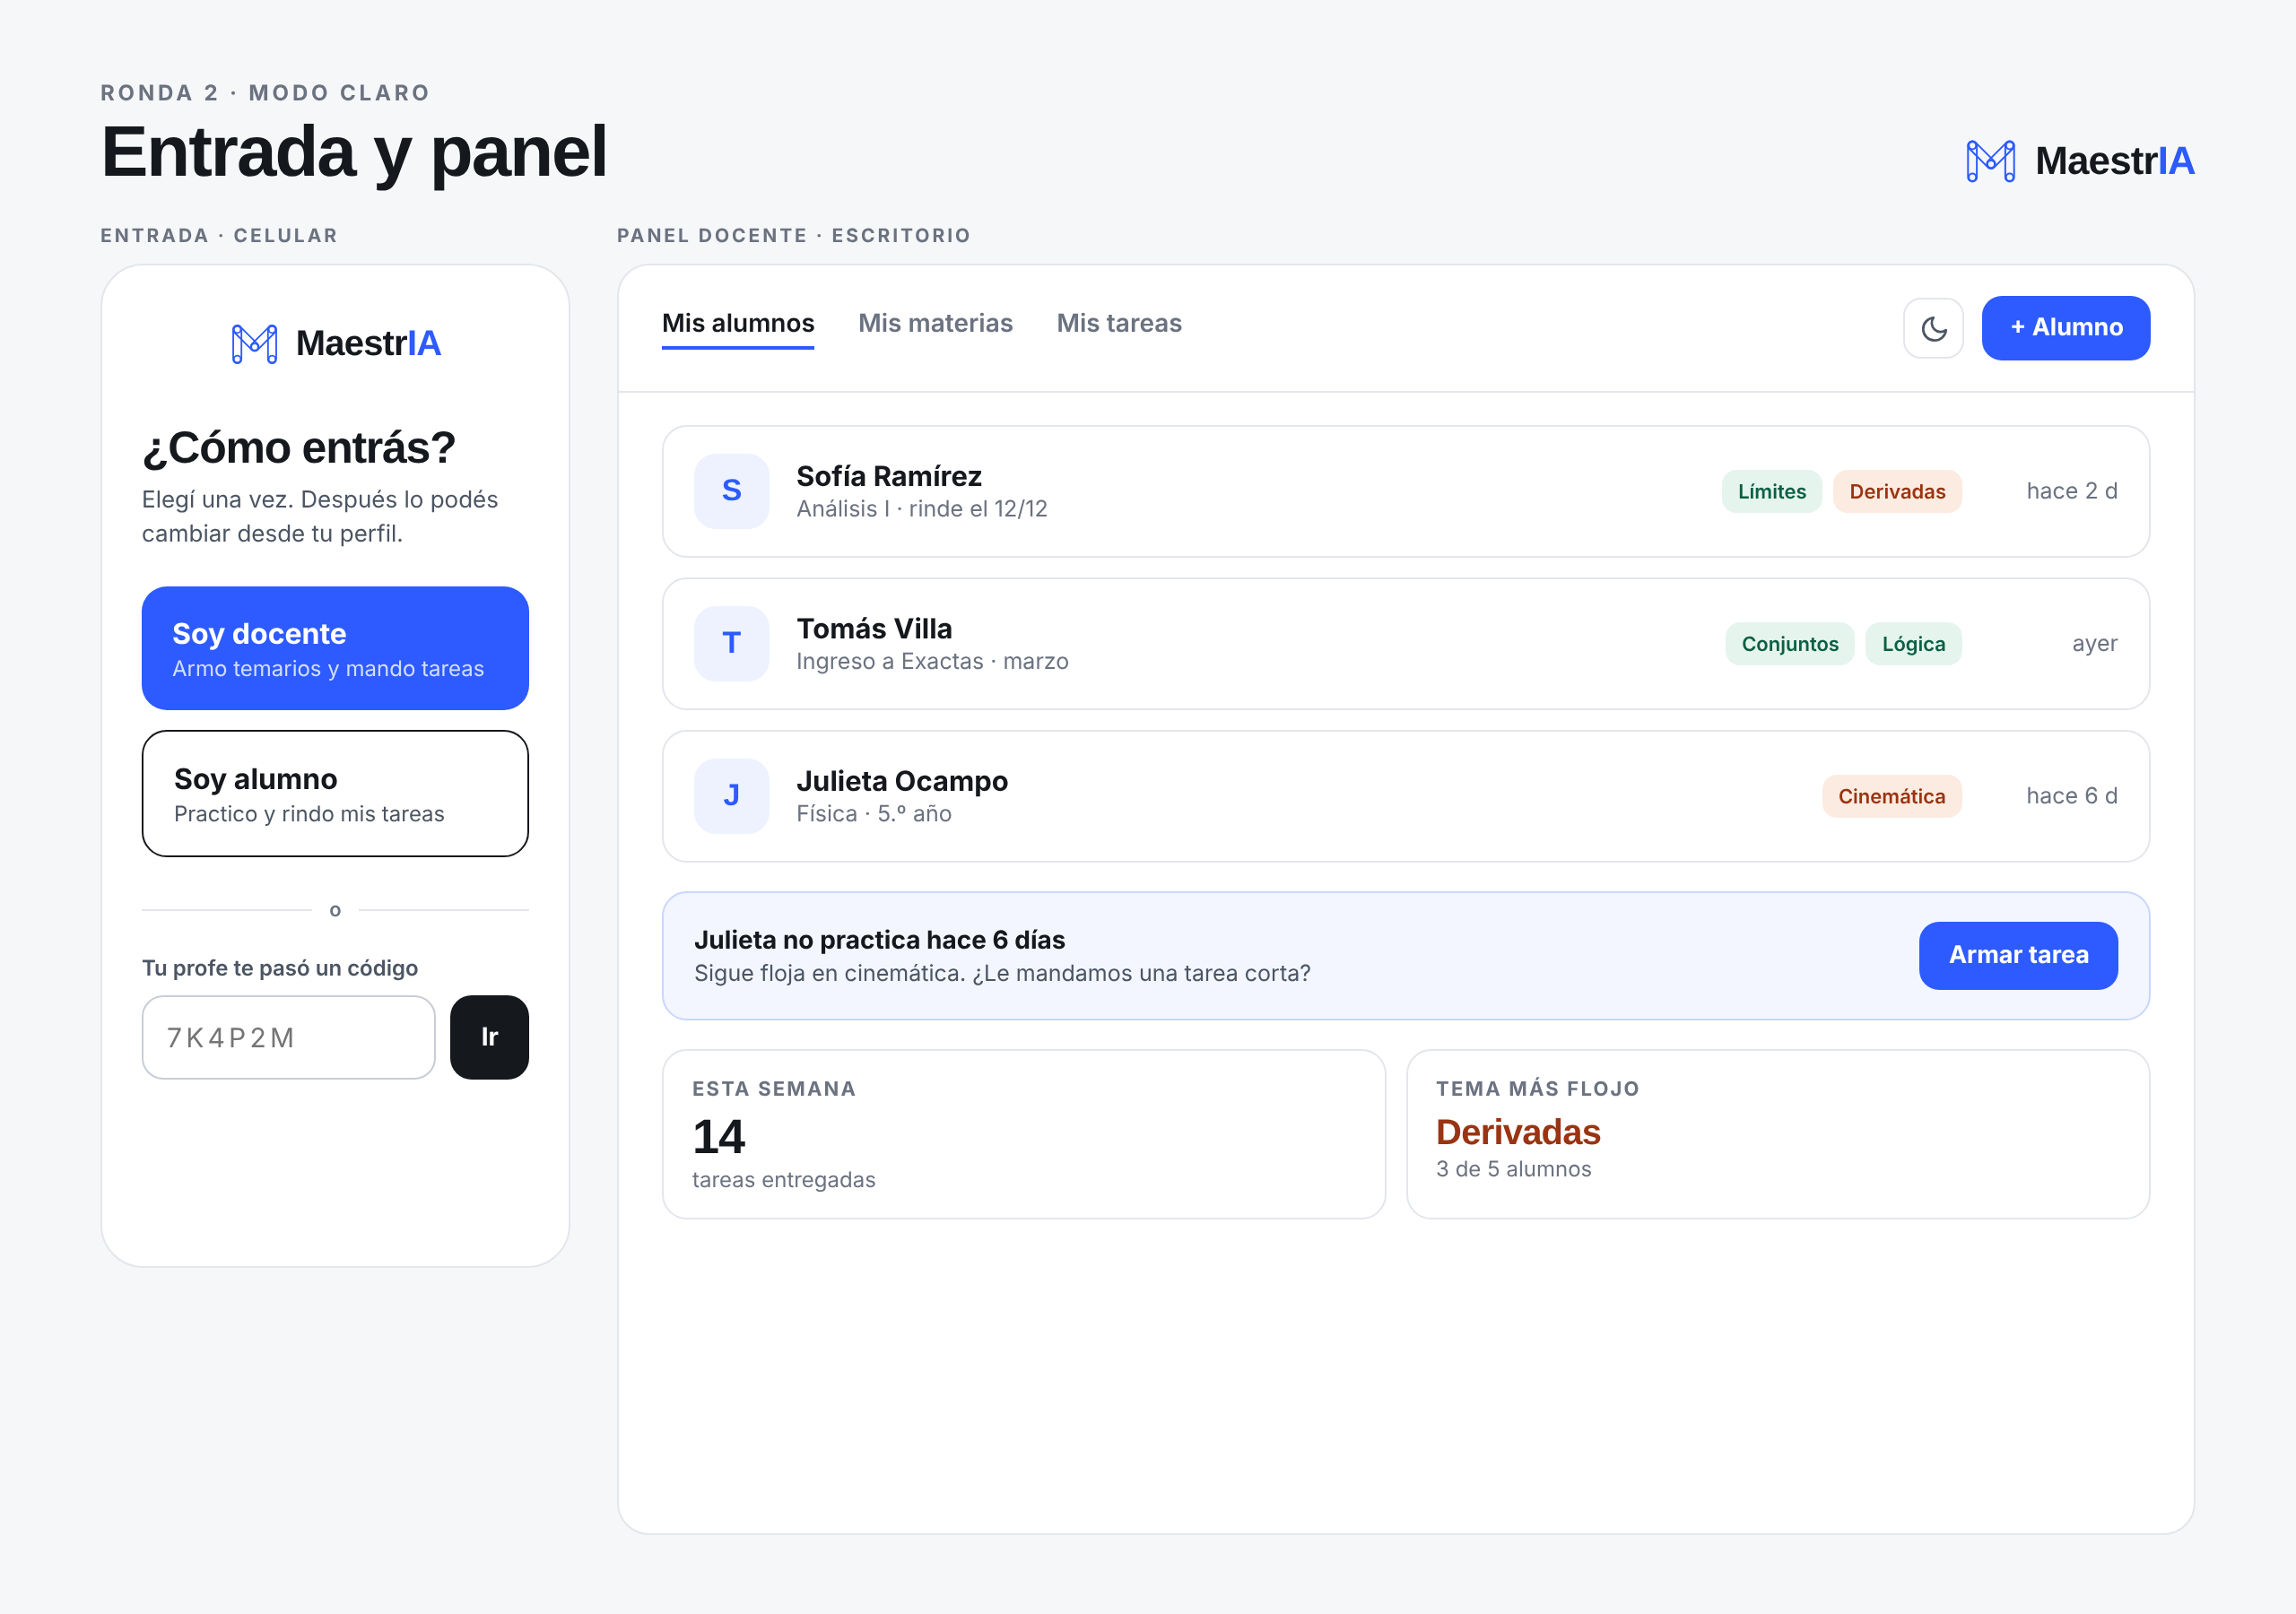 RONDA 2 · MODO CLARO
Entrada y panel
MaestrIA
ENTRADA · CELULAR
MaestrIA
¿Cómo entrás?
Elegí una vez. Después lo podés
cambiar desde tu perfil.
Soy docente
Armo temarios y mando tareas
Soy alumno
Practico y rindo mis tareas
o
Tu profe te pasó un código
7K4P2M
Ir
PANEL DOCENTE · ESCRITORIO
Mis alumnos
Mis materias
Mis tareas
+ Alumno
S
Sofía Ramírez
Análisis I · rinde el 12/12
Límites
Derivadas
hace 2 d
T
Tomás Villa
Ingreso a Exactas · marzo
Conjuntos
Lógica
ayer
J
Julieta Ocampo
Física · 5.º año
Cinemática
hace 6 d
Julieta no practica hace 6 días
Sigue floja en cinemática. ¿Le mandamos una tarea corta?
Armar tarea
ESTA SEMANA
14
tareas entregadas
TEMA MÁS FLOJO
Derivadas
3 de 5 alumnos